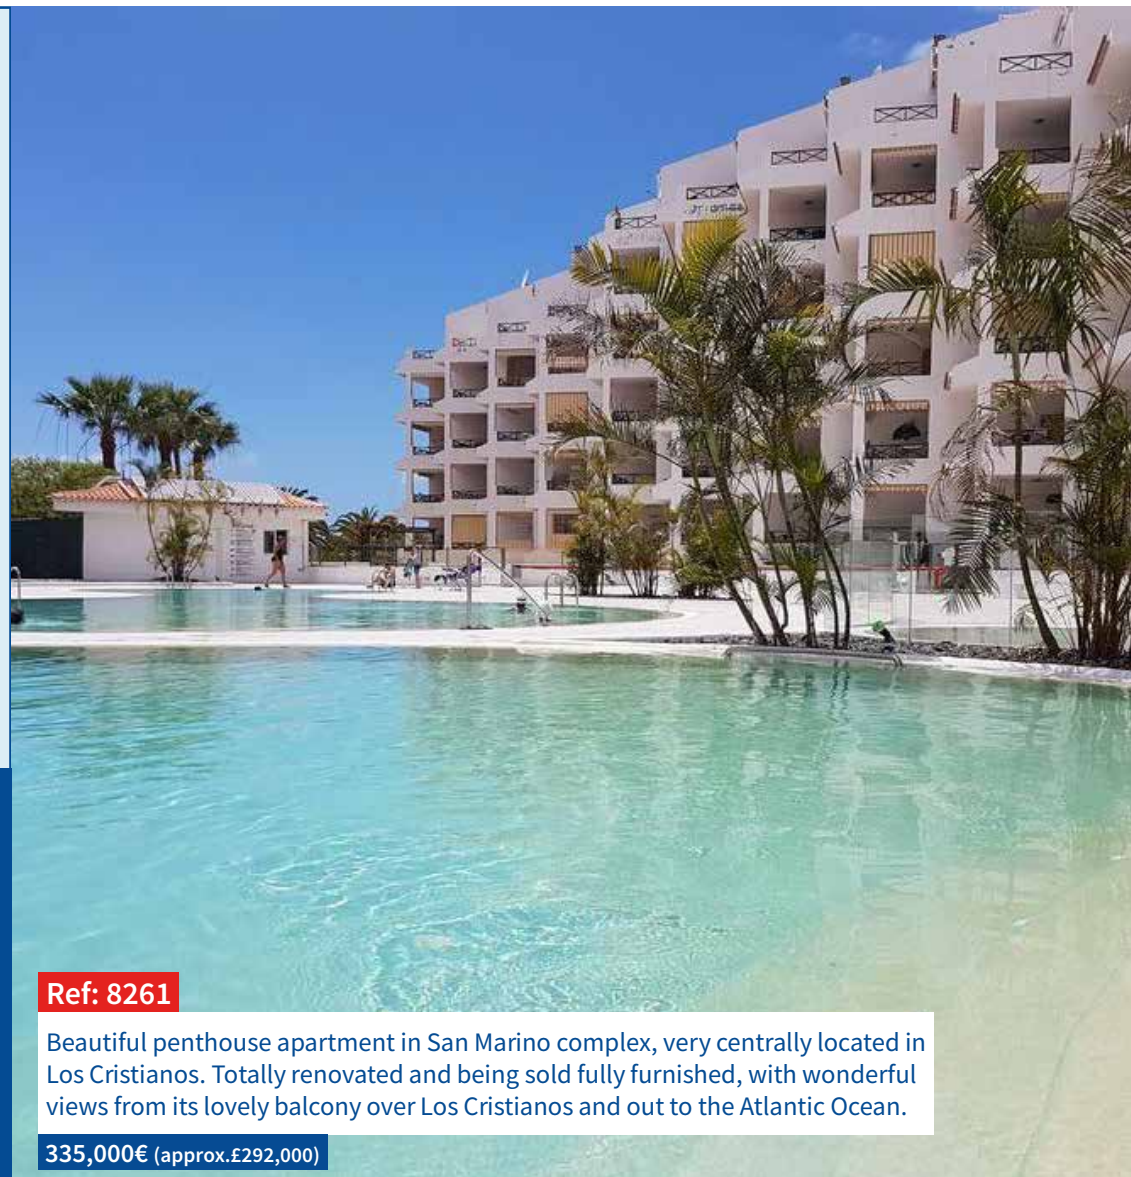 Ref: 8261
Beautiful penthouse apartment in San Marino complex, very centrally located in
Los Cristianos. Totally renovated and being sold fully furnished, with wonderful
views from its lovely balcony over Los Cristianos and out to the Atlantic Ocean.
335,000€ (approx.£292,000)